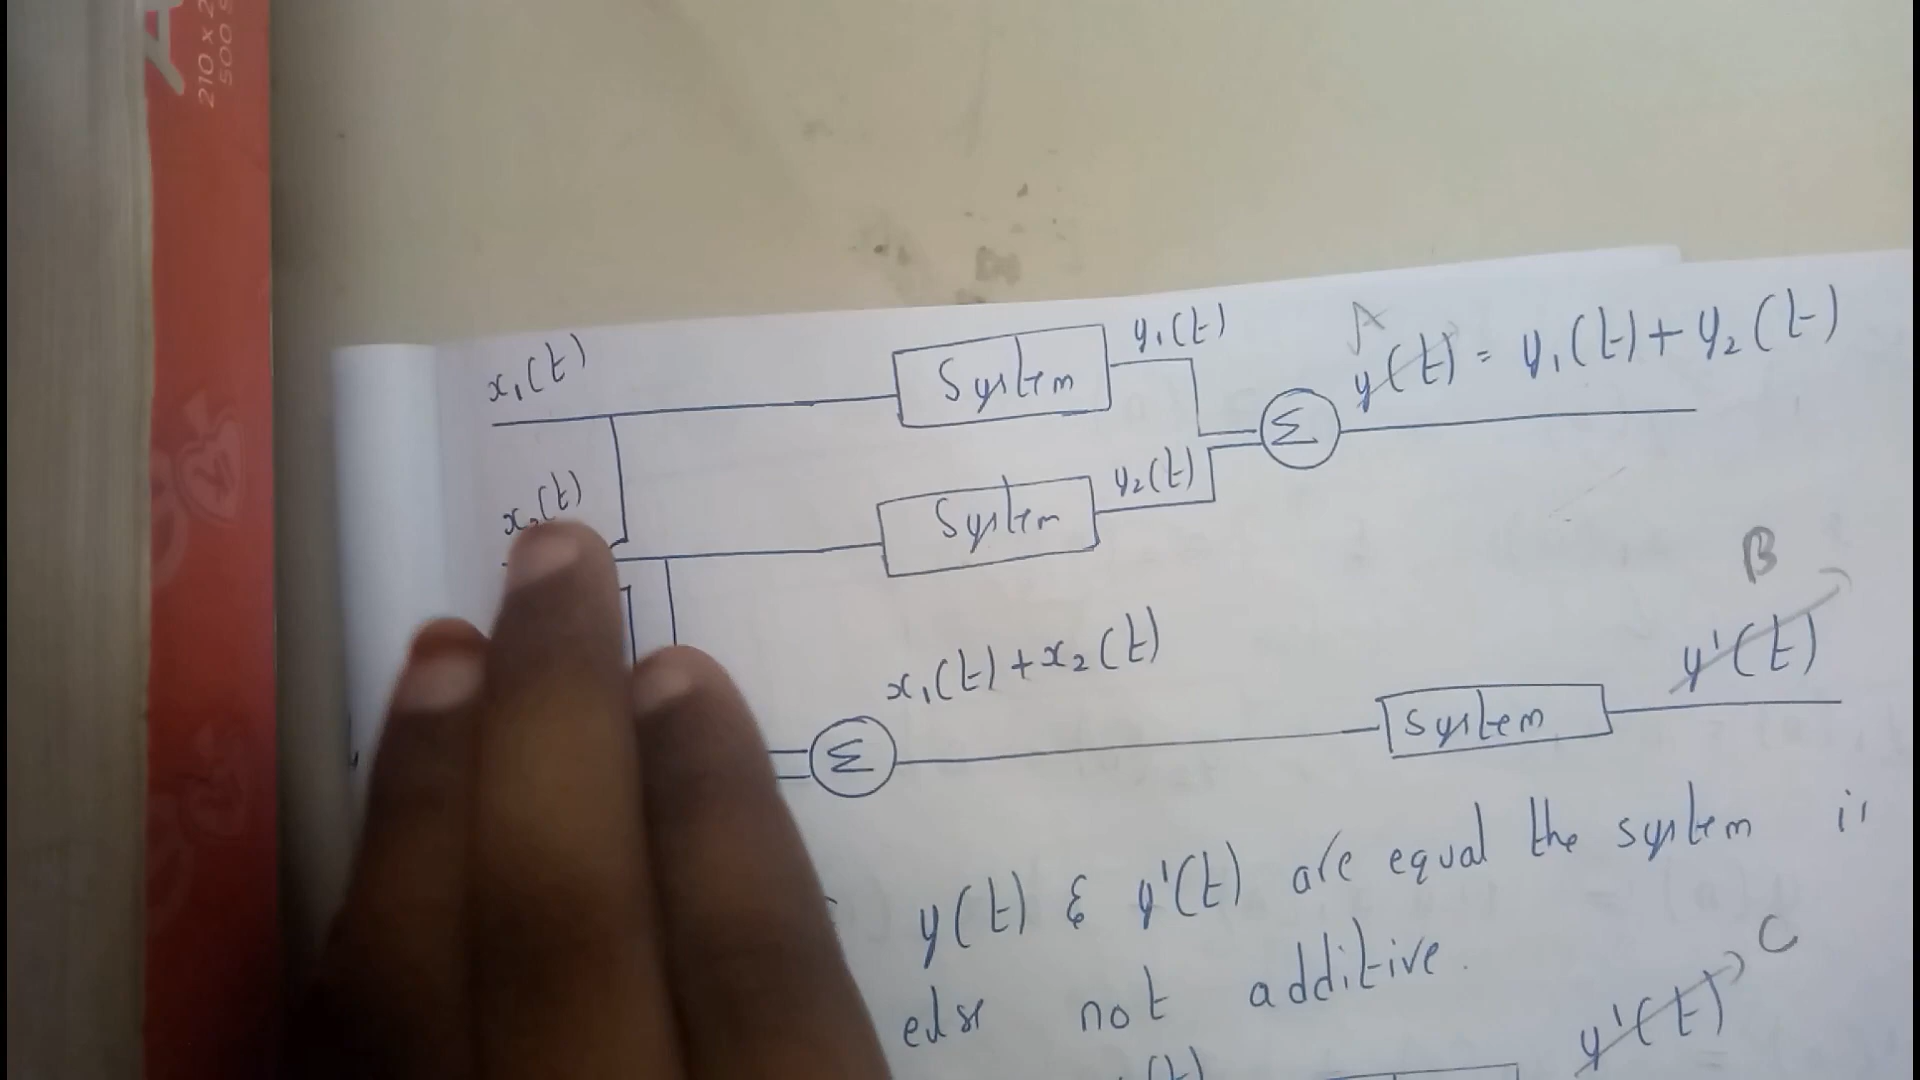 210 x 2
500 S
x₁(t)
System
y₁(t)
A
y(t) = y₁(t) + y₂(t)
Σ
x₂(t)
System
y₂(t)
B
x₁(t) + x₂(t)
y'(t)
Σ
System
y(t) & y'(t) are equal the system is
else not additive.
C
y'(t)
(t)